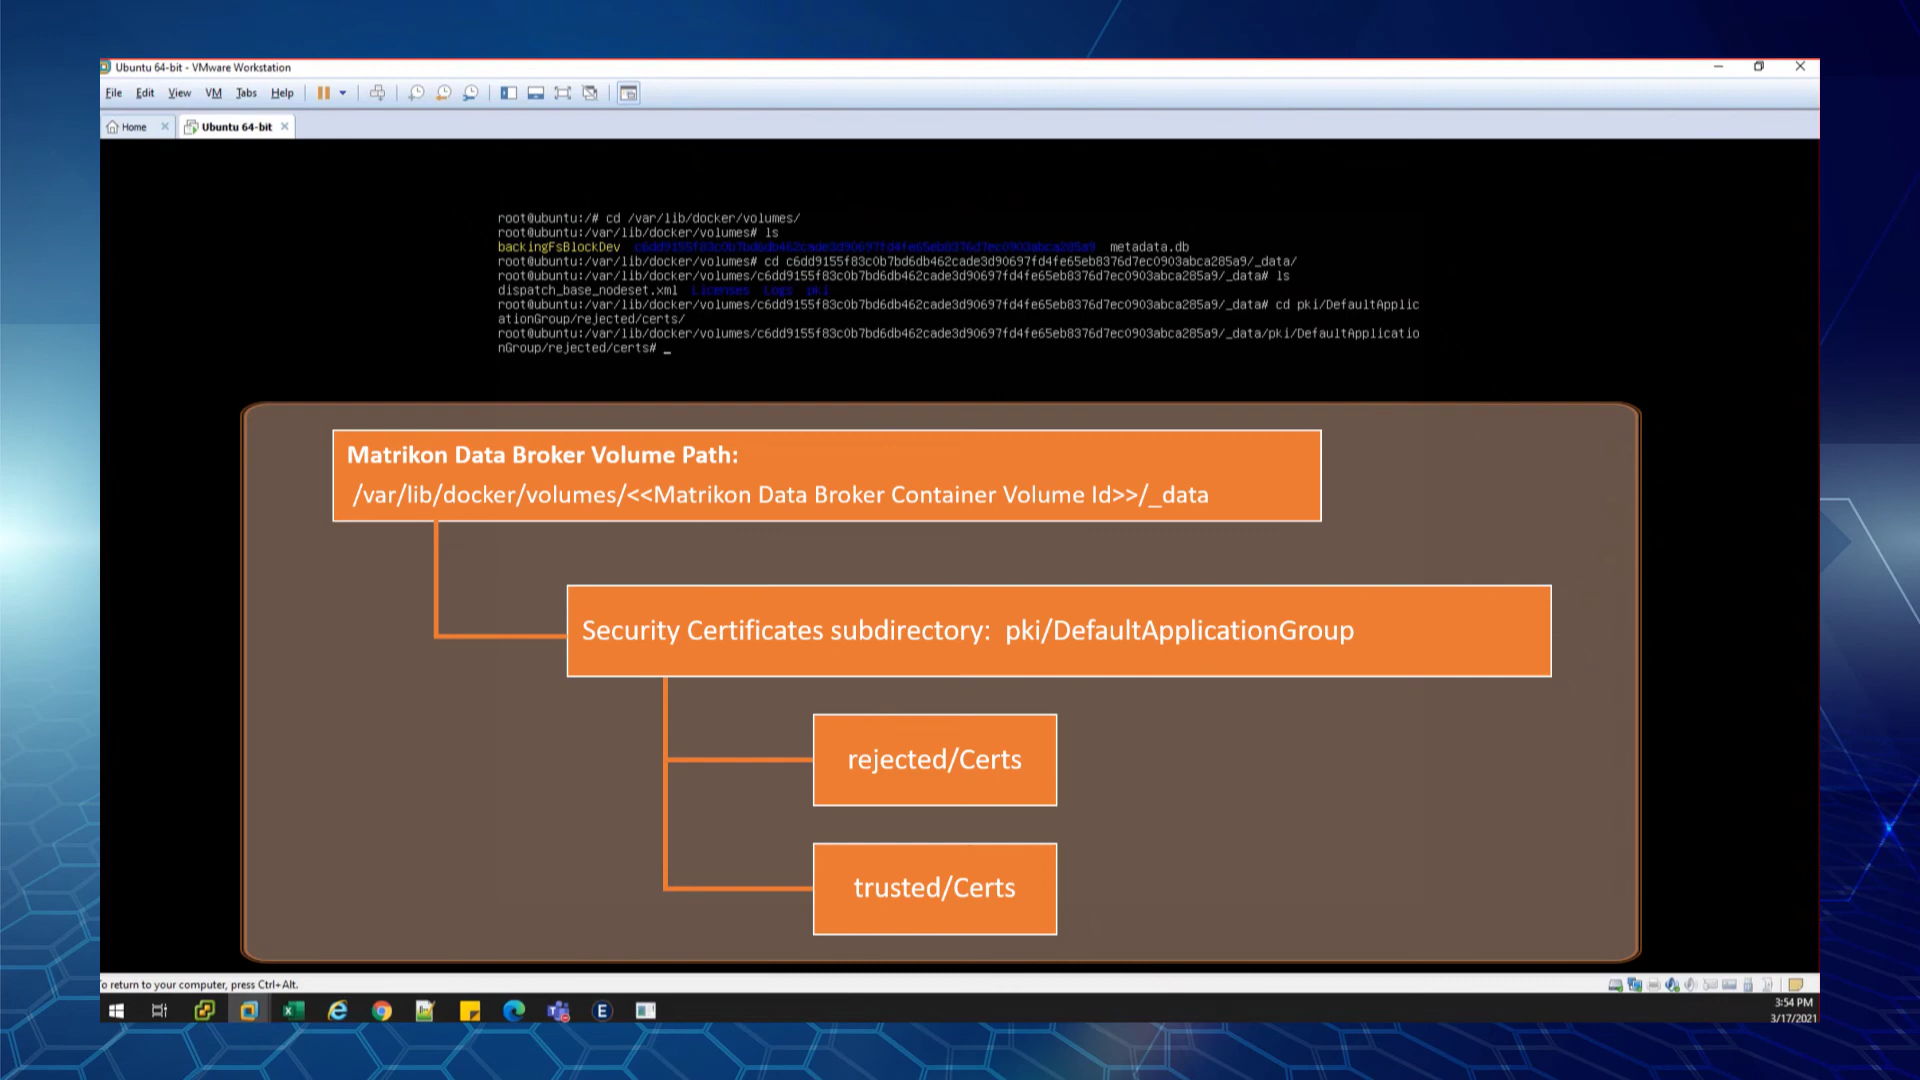 Ubuntu 64-bit - VMware Workstation
File Edit View VM Tabs Help
Home Ubuntu 64-bit
root@ubuntu:/# cd /var/lib/docker/volumes/
root@ubuntu:/var/lib/docker/volumes# ls
backingFsBlockDev c6dd9155f83c0b7bd6db462cade3d90697fd4fe65eb8376d7ec0903abca285a9 metadata.db
root@ubuntu:/var/lib/docker/volumes# cd c6dd9155f83c0b7bd6db462cade3d90697fd4fe65eb8376d7ec0903abca285a9/_data/
root@ubuntu:/var/lib/docker/volumes/c6dd9155f83c0b7bd6db462cade3d90697fd4fe65eb8376d7ec0903abca285a9/_data# ls
dispatch_base_nodeset.xml Licenses Logs pki
root@ubuntu:/var/lib/docker/volumes/c6dd9155f83c0b7bd6db462cade3d90697fd4fe65eb8376d7ec0903abca285a9/_data# cd pki/DefaultApplic
ationGroup/rejected/certs/
root@ubuntu:/var/lib/docker/volumes/c6dd9155f83c0b7bd6db462cade3d90697fd4fe65eb8376d7ec0903abca285a9/_data/pki/DefaultApplicatio
nGroup/rejected/certs# _
Matrikon Data Broker Volume Path:
/var/lib/docker/volumes/<<Matrikon Data Broker Container Volume Id>>/_data
Security Certificates subdirectory: pki/DefaultApplicationGroup
rejected/Certs
trusted/Certs
o return to your computer, press Ctrl+Alt.
3:54 PM
3/17/2021